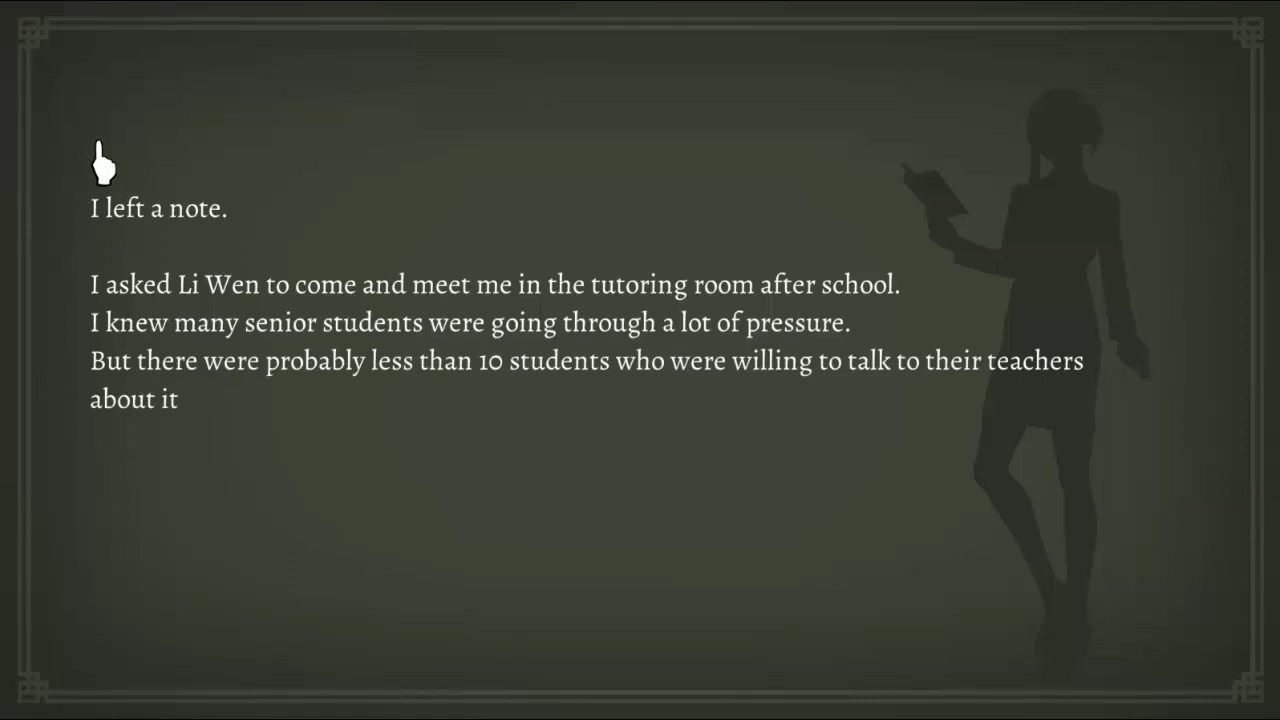 I left a note.
I asked Li Wen to come and meet me in the tutoring room after school.
I knew many senior students were going through a lot of pressure.
But there were probably less than 10 students who were willing to talk to their teachers
about it